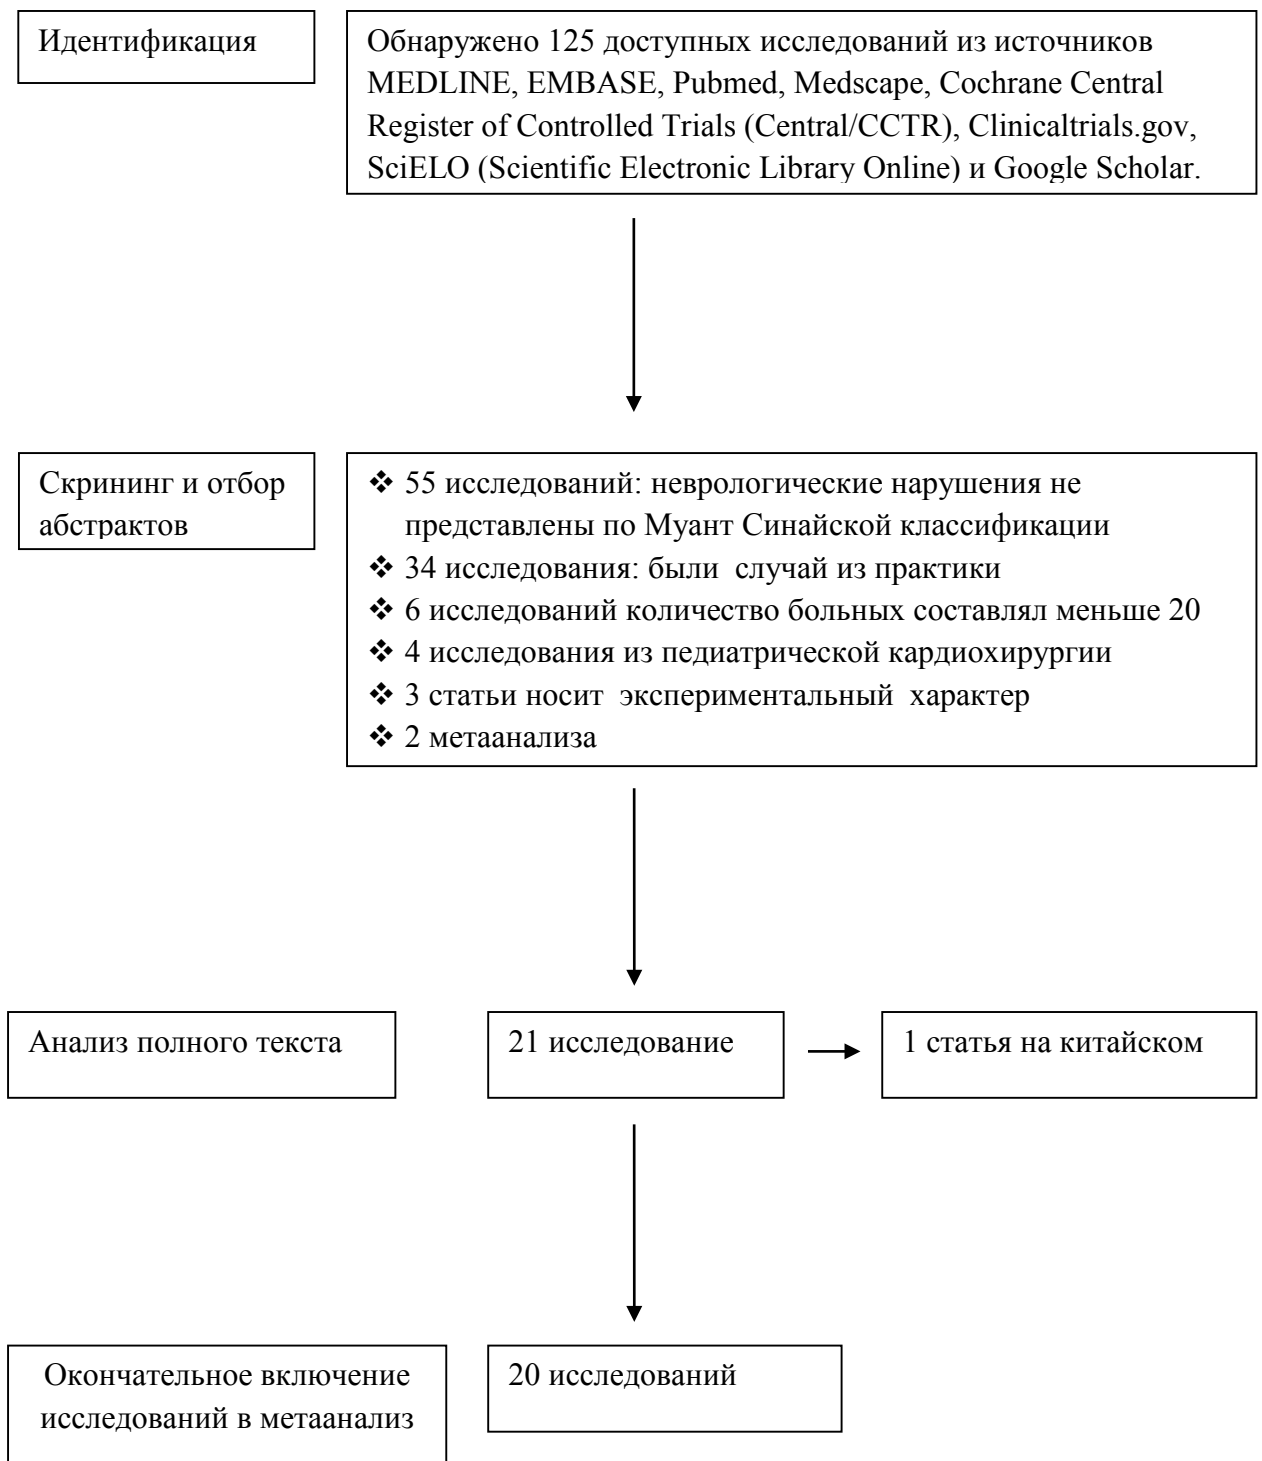 Идентификация
Обнаружено 125 доступных исследований из источников
MEDLINE, EMBASE, Pubmed, Medscape, Cochrane Central
Register of Controlled Trials (Central/CCTR), Clinicaltrials.gov,
SciELO (Scientific Electronic Library Online) и Google Scholar.
Скрининг и отбор
абстрактов
❖ 55 исследований: неврологические нарушения не
представлены по Муант Синайской классификации
❖ 34 исследования: были случай из практики
❖ 6 исследований количество больных составлял меньше 20
❖ 4 исследования из педиатрической кардиохирургии
❖ 3 статьи носит экспериментальный характер
❖ 2 метаанализа
Анализ полного текста
21 исследование
1 статья на китайском
Окончательное включение
исследований в метаанализ
20 исследований